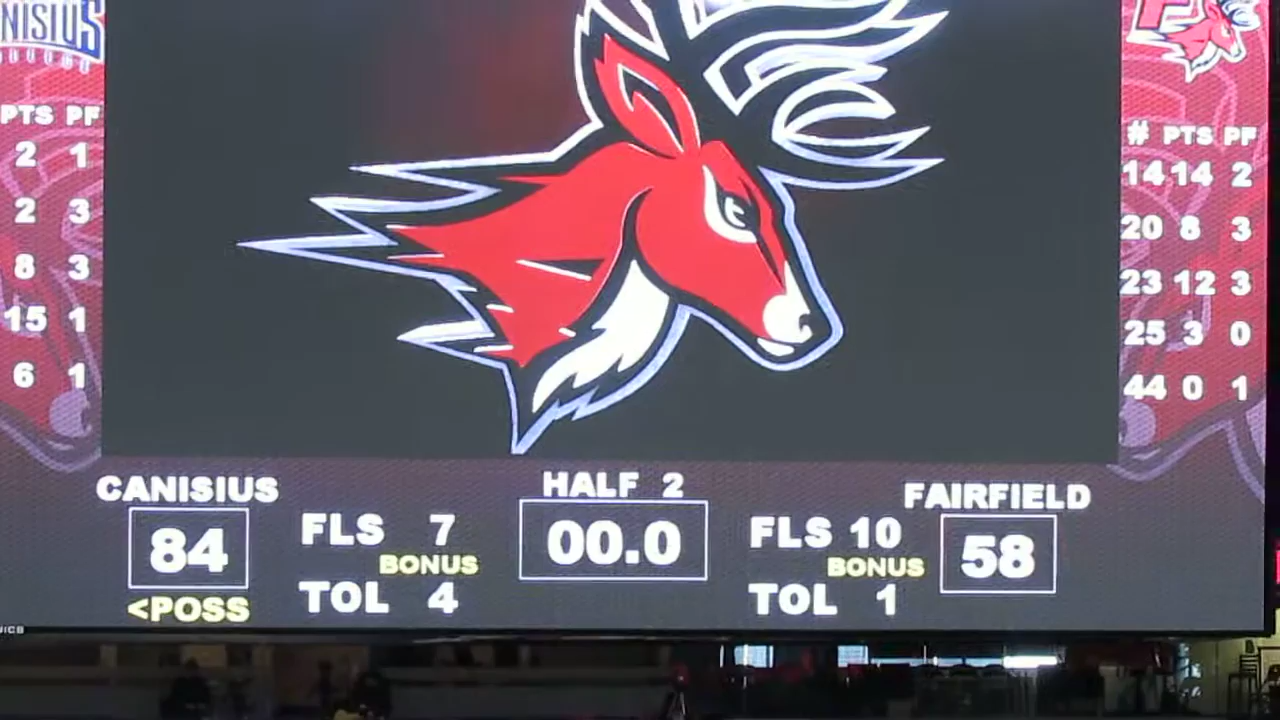 NISIUS
PTS PF
2 1
2 3
8 3
15 1
6 1
# PTS PF
14 14 2
20 8 3
23 12 3
25 3 0
44 0 1
CANISIUS
84
<POSS
FLS 7
BONUS
TOL 4
HALF 2
00.0
FLS 10
BONUS
TOL 1
FAIRFIELD
58